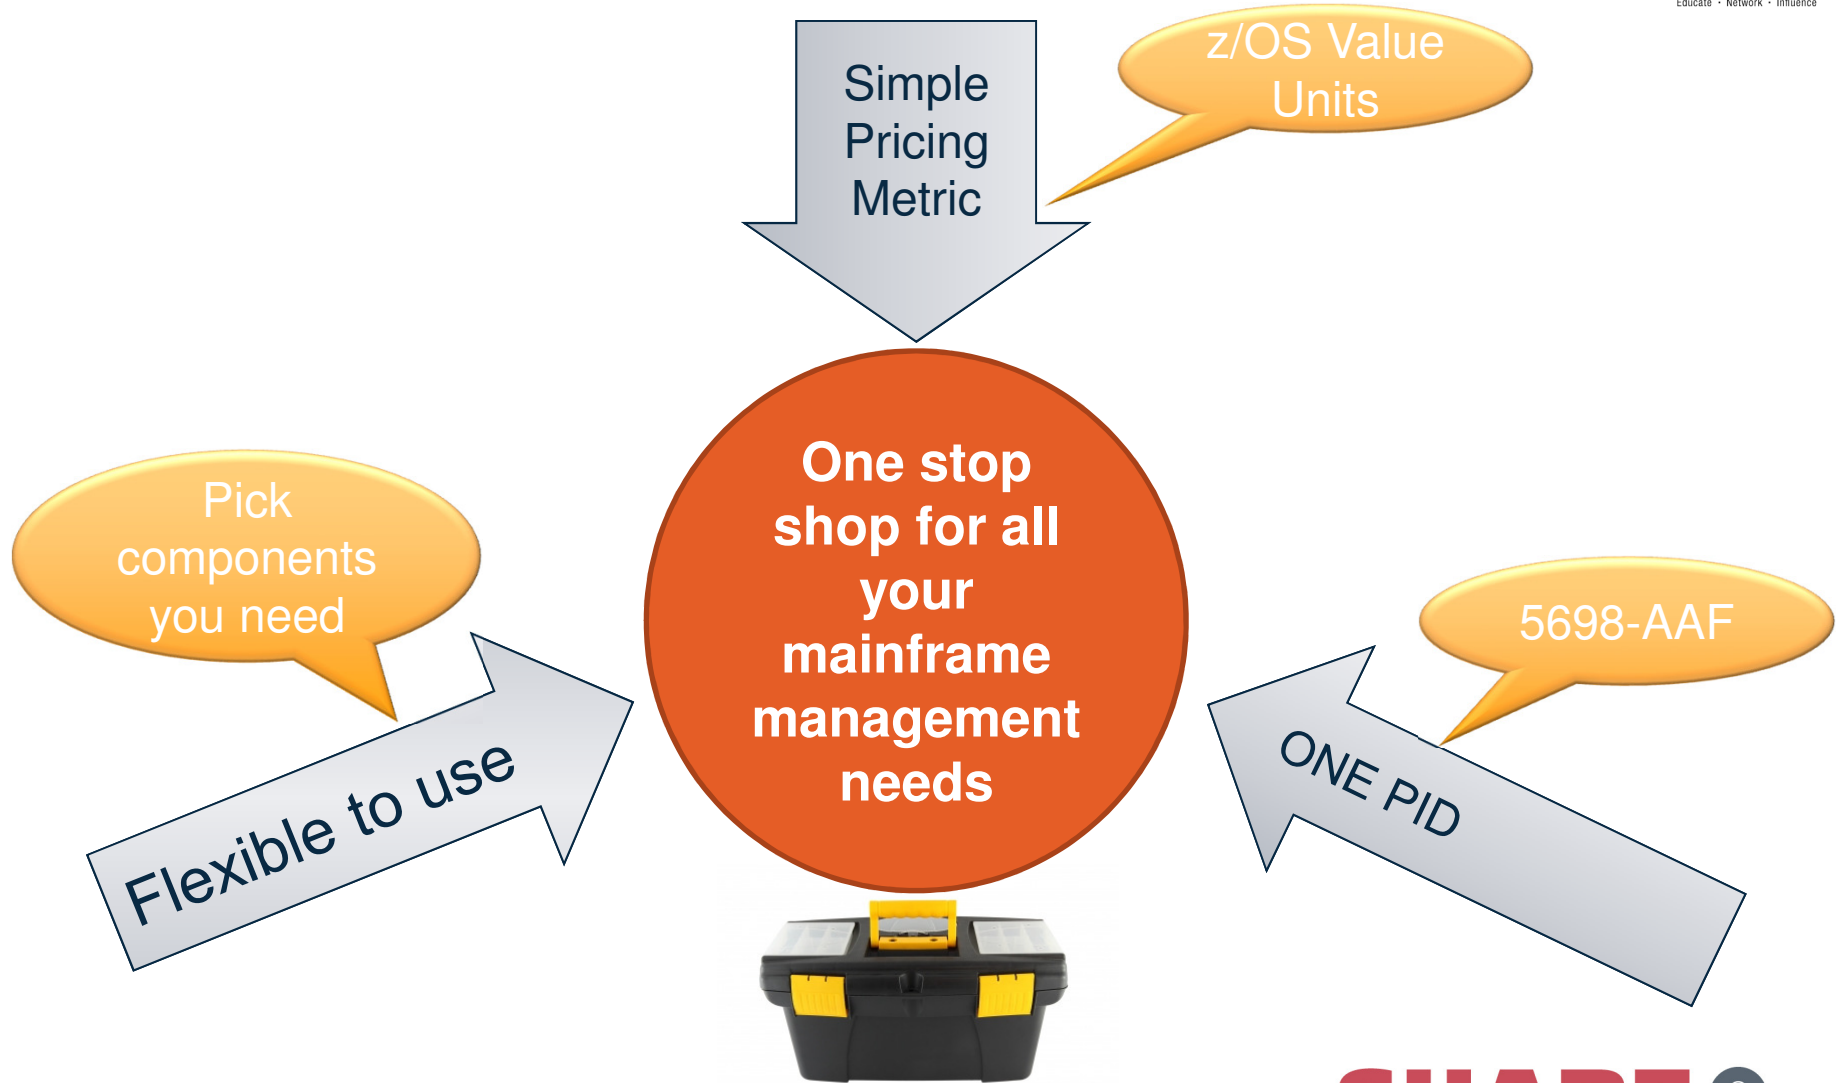 Educate · Network · Influence
z/OS Value
Units
Simple
Pricing
Metric
One stop
shop for all
your
mainframe
management
needs
Pick
components
you need
Flexible to use
5698-AAF
ONE PID
SHARE